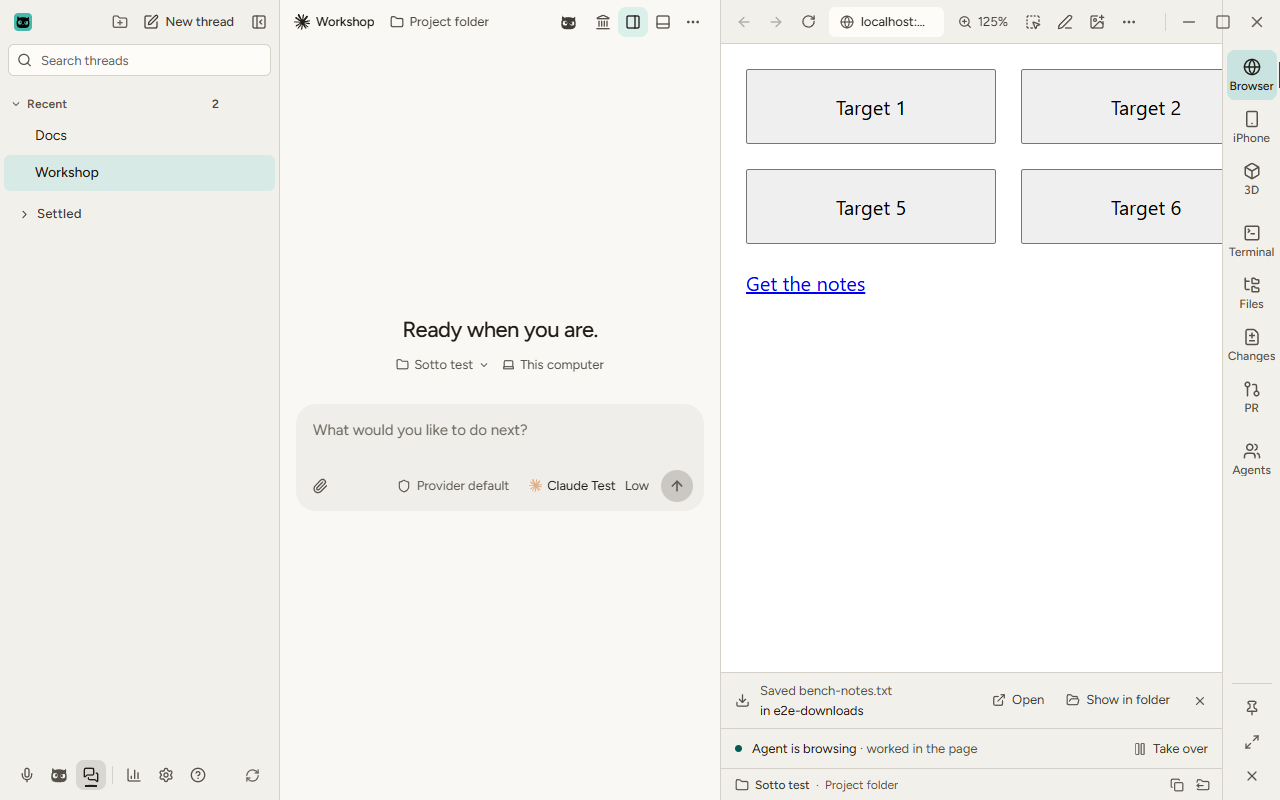 New thread
Search threads
Recent 2
Docs
Workshop
Settled
Workshop
Project folder
Ready when you are.
Sotto test
This computer
What would you like to do next?
Provider default
Claude Test Low
localhost:...
125%
Target 1
Target 2
Target 5
Target 6
Get the notes
Saved bench-notes.txt
in e2e-downloads
Open
Show in folder
Agent is browsing · worked in the page
Take over
Sotto test · Project folder
Browser
iPhone
3D
Terminal
Files
Changes
PR
Agents